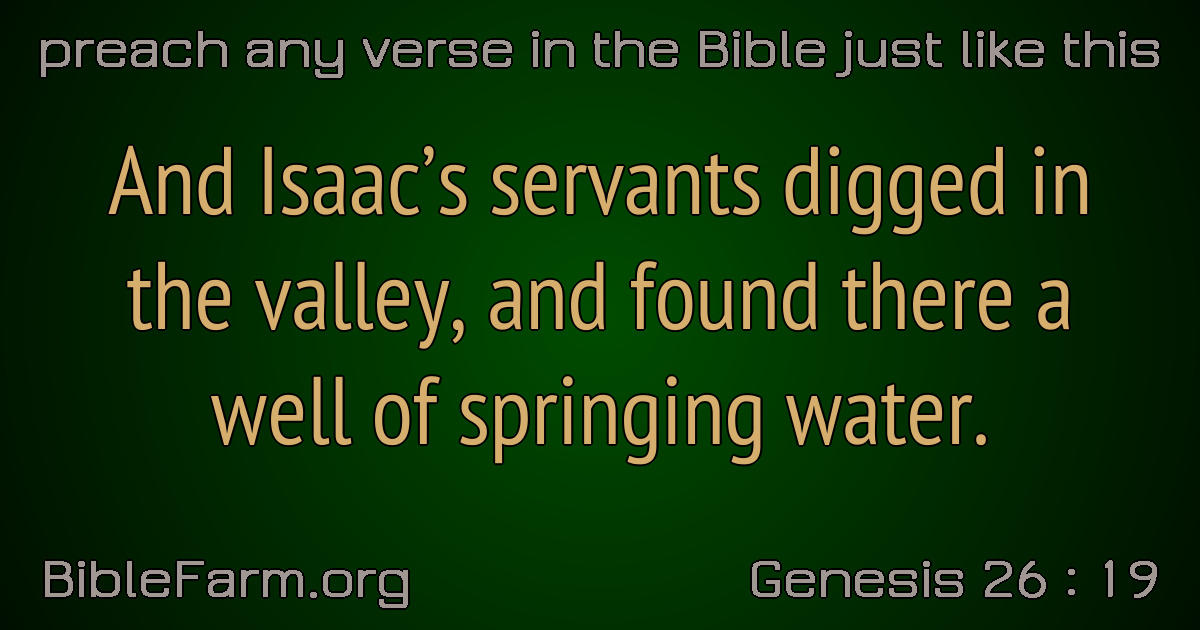 preach any verse in the Bible just like this
And Isaac’s servants digged in
the valley, and found there a
well of springing water.
BibleFarm.org
Genesis 26 : 19